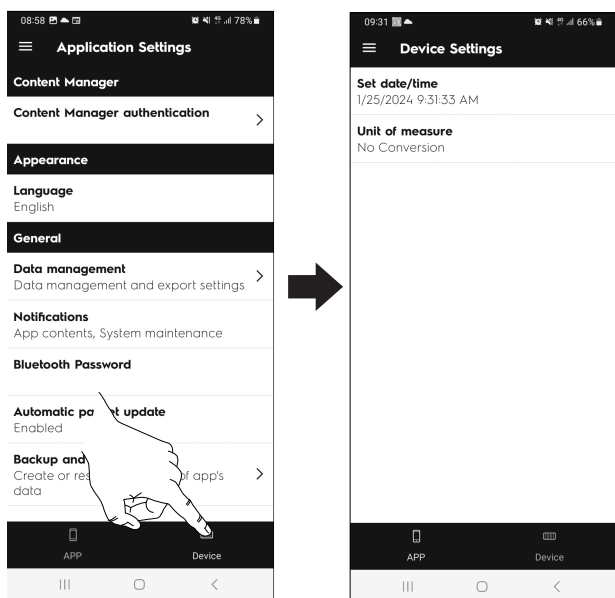 08:58
78%
Application Settings
Content Manager
Content Manager authentication
Appearance
Language
English
General
Data management
Data management and export settings
Notifications
App contents, System maintenance
Bluetooth Password
Automatic pa et update
Enabled
Backup and
Create or res of app's
data
APP
Device
09:31
66%
Device Settings
Set date/time
1/25/2024 9:31:33 AM
Unit of measure
No Conversion
APP
Device